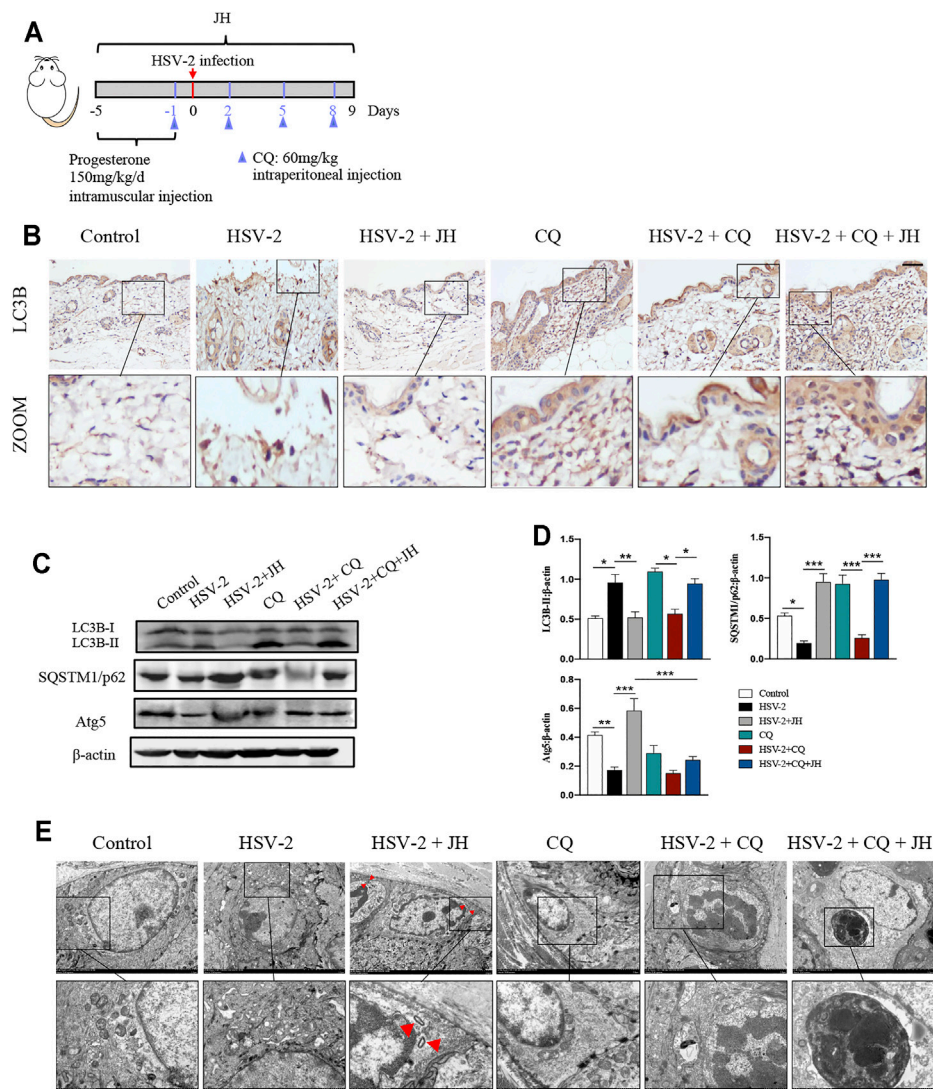 A
JH
HSV-2 infection
-5 -1 0 2 5 8 9 Days
Progesterone
150mg/kg/d
intramuscular injection
CQ: 60mg/kg
intraperitoneal injection
B
Control HSV-2 HSV-2 + JH CQ HSV-2 + CQ HSV-2 + CQ + JH
LC3B
ZOOM
C
Control HSV-2 HSV-2+JH CQ HSV-2+ CQ HSV-2+CQ+JH
LC3B-I
LC3B-II
SQSTM1/p62
Atg5
β-actin
D
LC3B-II:β-actin
1.5
1.0
0.5
0.0
* ** * *
SQSTM1/p62:β-actin
1.5
1.0
0.5
0.0
* *** *** ***
Atg5:β-actin
0.8
0.6
0.4
0.2
0.0
** *** ***
Control
HSV-2
HSV-2+JH
CQ
HSV-2+CQ
HSV-2+CQ+JH
E
Control HSV-2 HSV-2 + JH CQ HSV-2 + CQ HSV-2 + CQ + JH